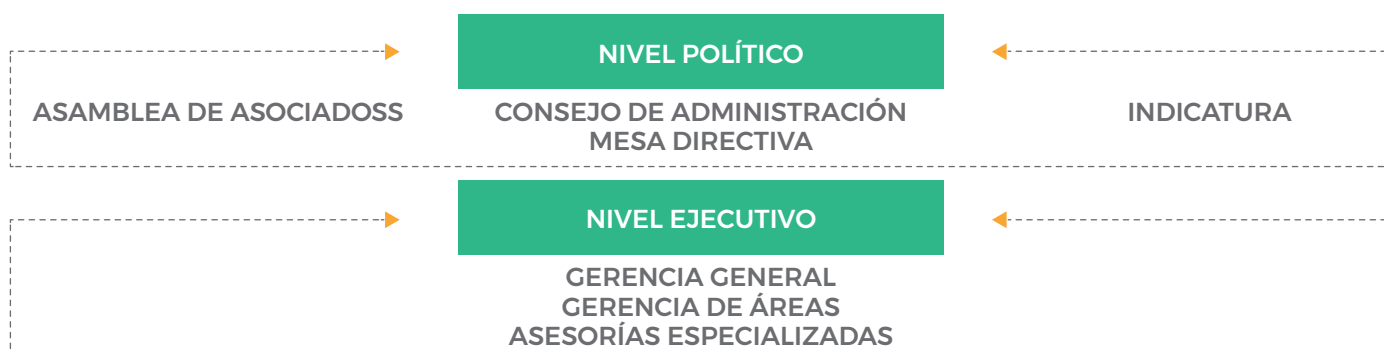 NIVEL POLÍTICO
ASAMBLEA DE ASOCIADOSS
CONSEJO DE ADMINISTRACIÓN
MESA DIRECTIVA
INDICATURA
NIVEL EJECUTIVO
GERENCIA GENERAL
GERENCIA DE ÁREAS
ASESORÍAS ESPECIALIZADAS